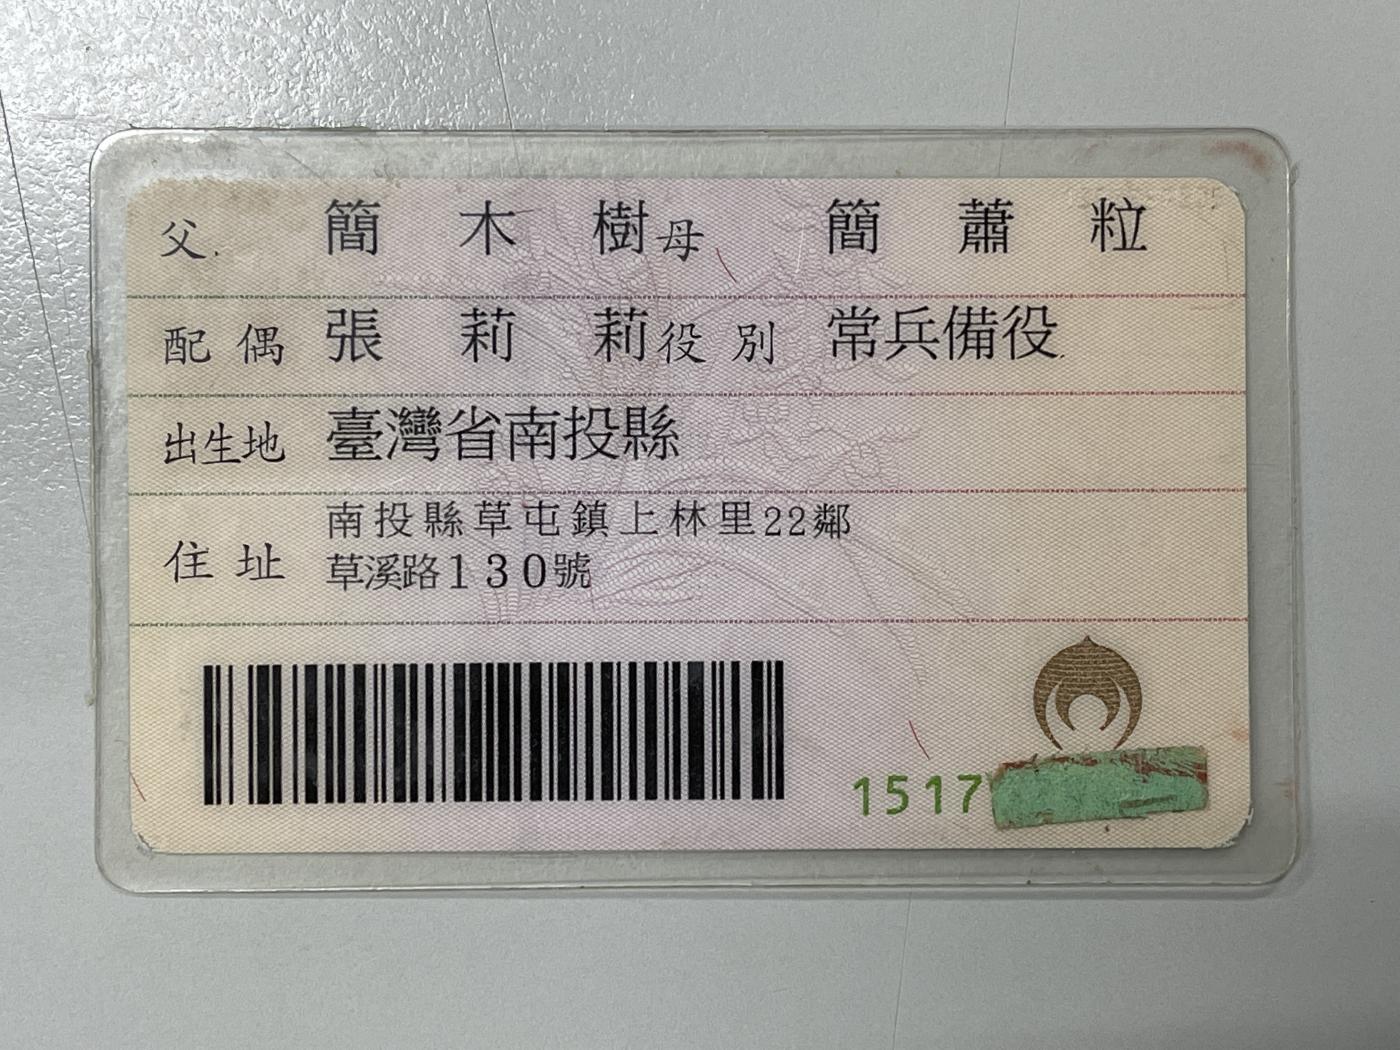 父 簡木樹 母 簡蕭粒
配偶 張莉莉 役別 常兵備役
出生地 臺灣省南投縣
住址 南投縣草屯鎮上林里22鄰
草溪路130號
1517